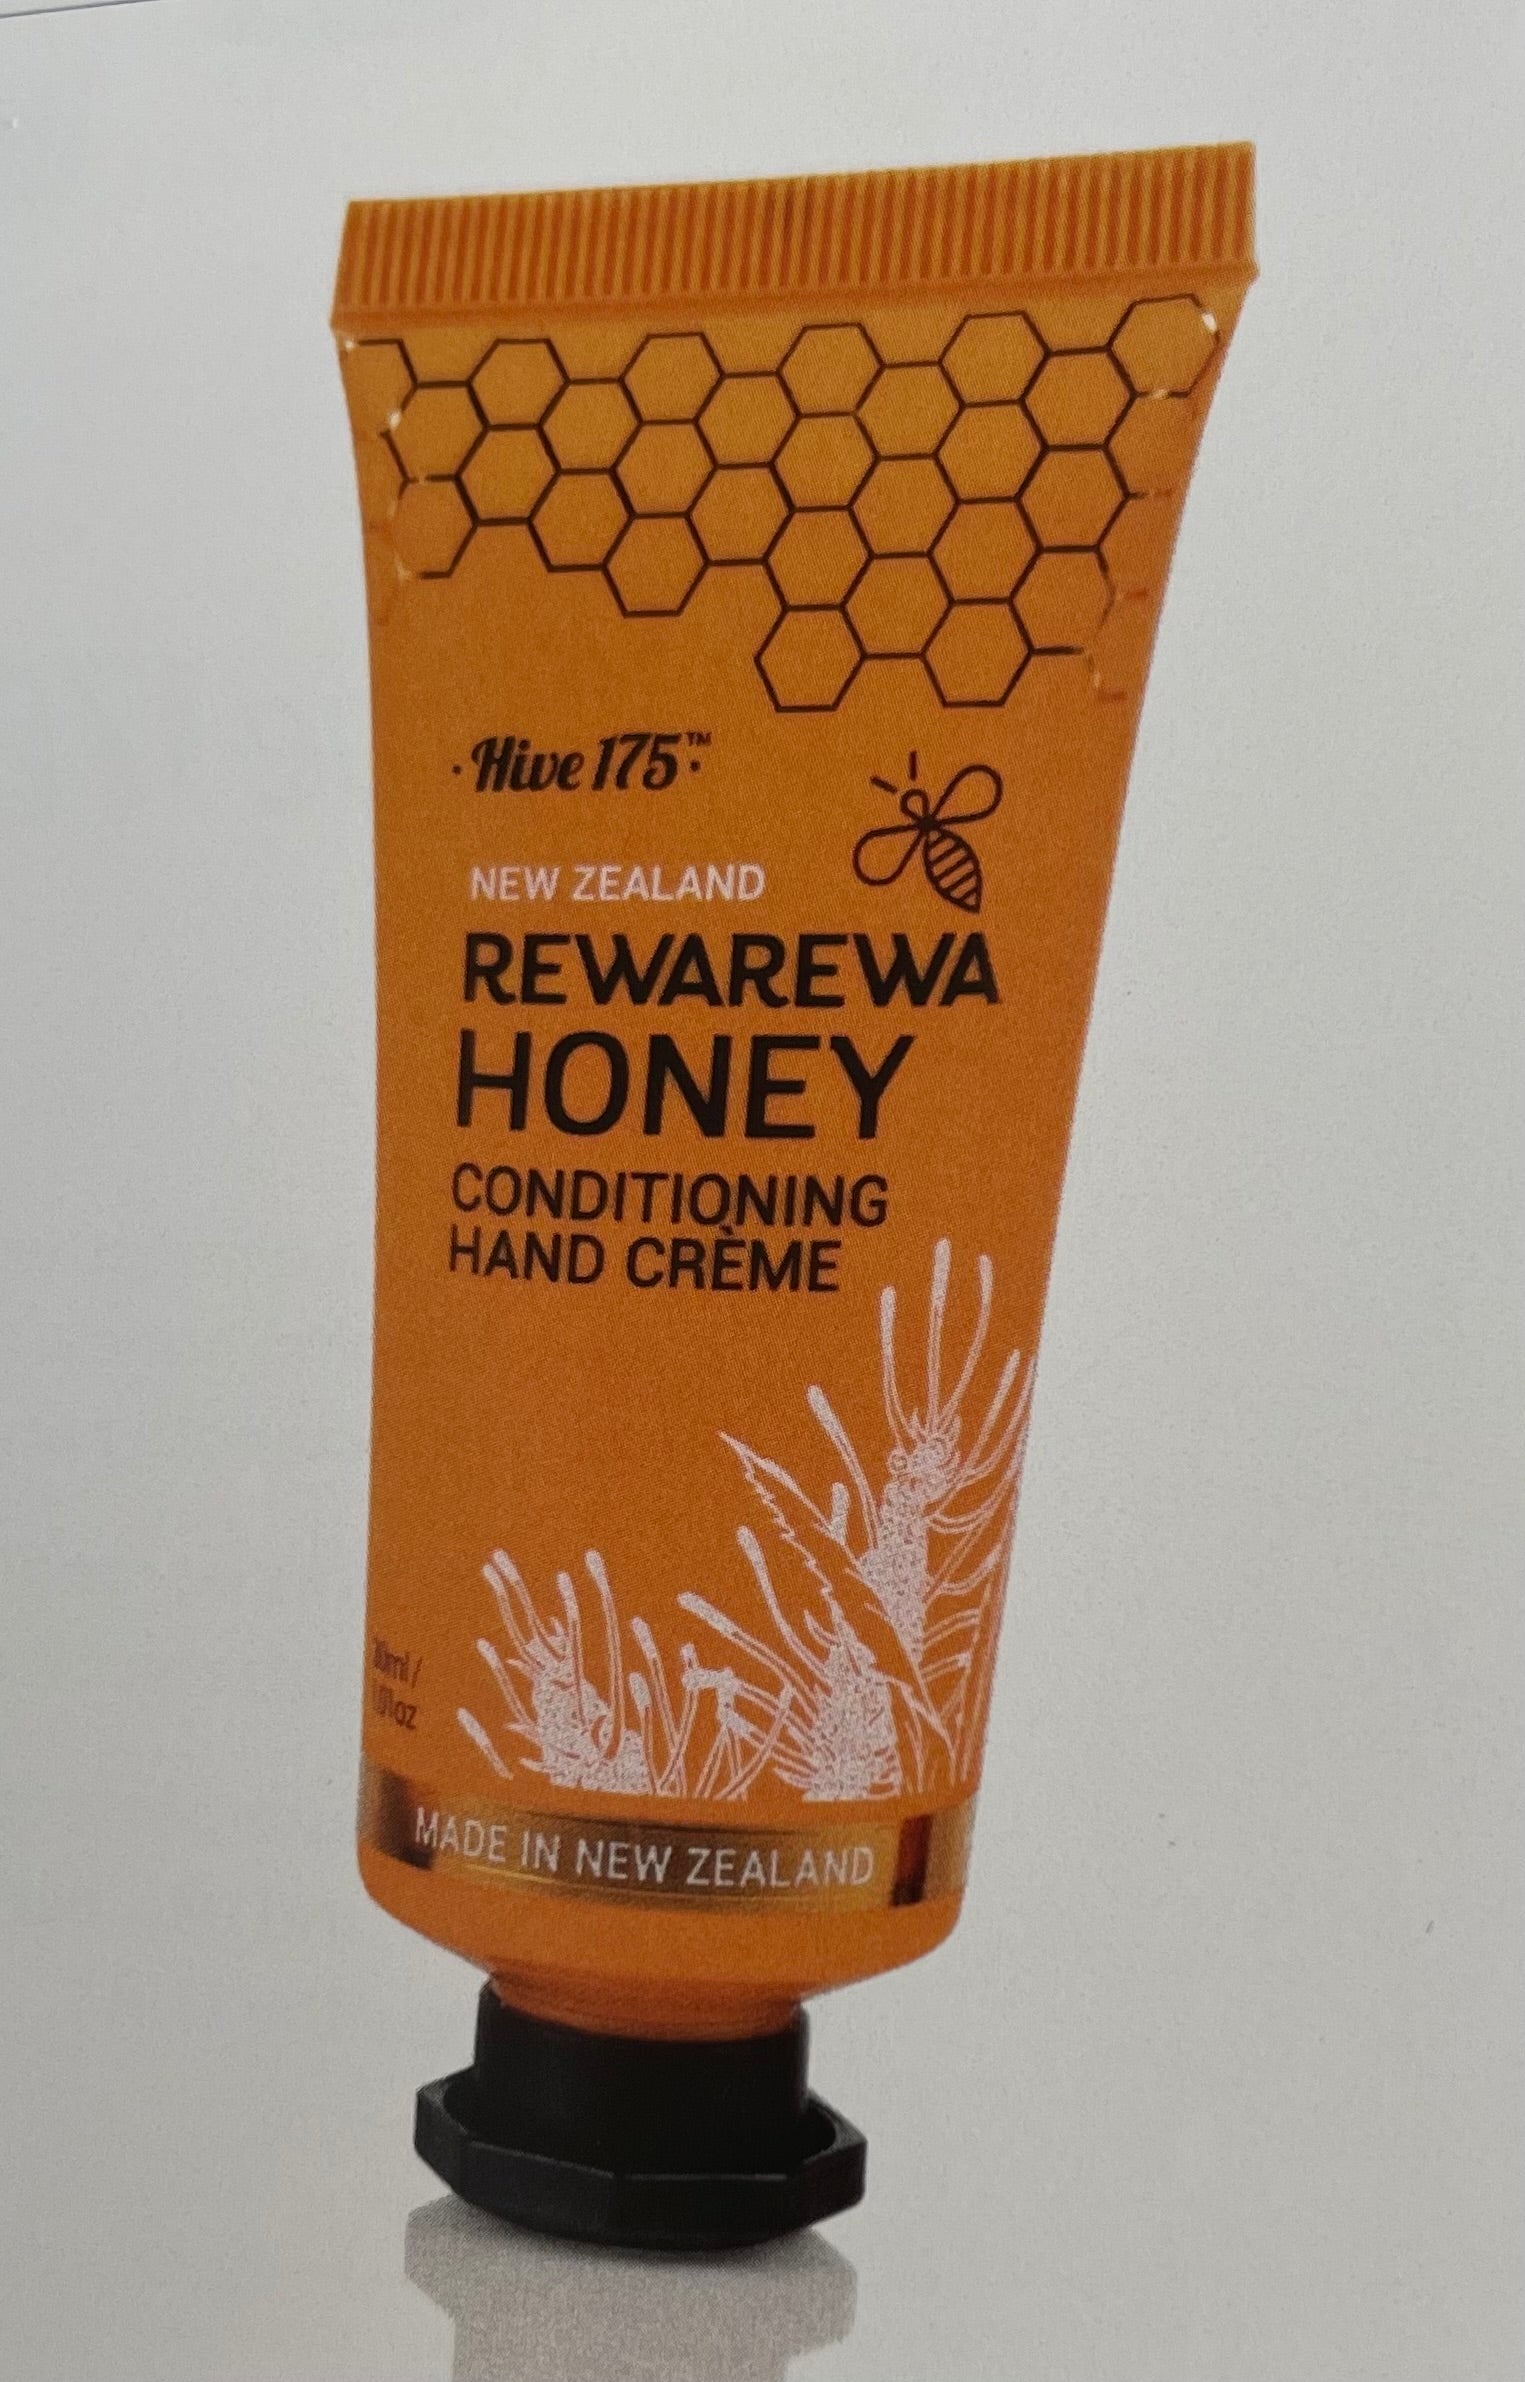 · Hive 175™ ·
NEW ZEALAND
REWAREWA
HONEY
CONDITIONING
HAND CRÈME
MADE IN NEW ZEALAND